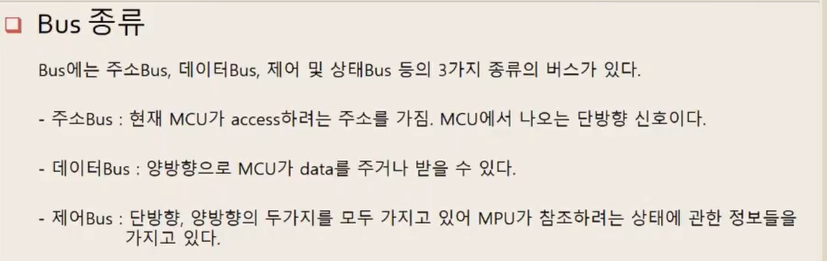 Bus 종류
Bus에는 주소Bus, 데이터Bus, 제어 및 상태Bus 등의 3가지 종류의 버스가 있다.
- 주소Bus : 현재 MCU가 access하려는 주소를 가짐. MCU에서 나오는 단방향 신호이다.
- 데이터Bus : 양방향으로 MCU가 data를 주거나 받을 수 있다.
- 제어Bus : 단방향, 양방향의 두가지를 모두 가지고 있어 MPU가 참조하려는 상태에 관한 정보들을
가지고 있다.